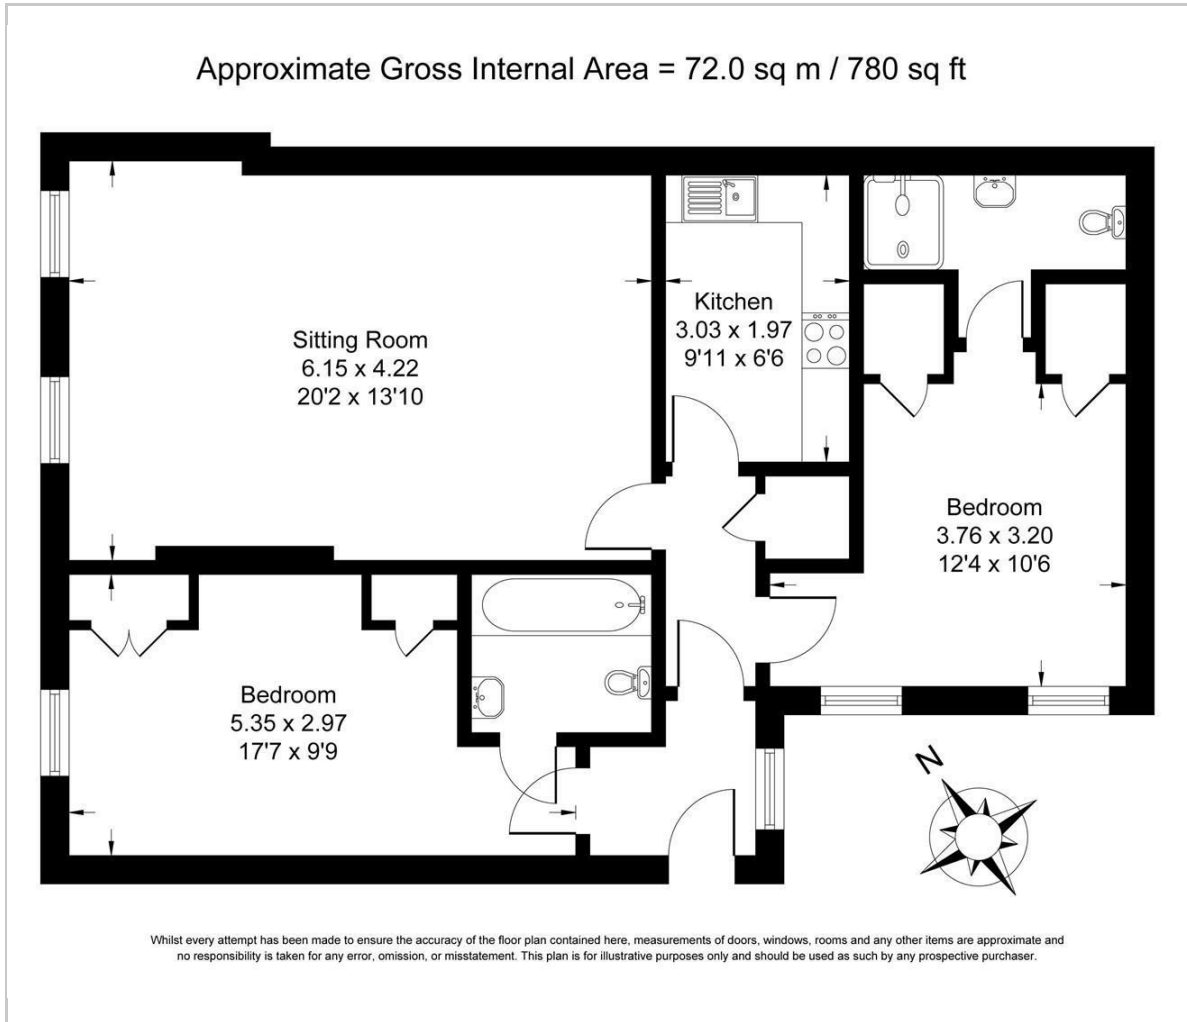 Approximate Gross Internal Area = 72.0 sq m / 780 sq ft
Sitting Room
6.15 x 4.22
20'2 x 13'10
Kitchen
3.03 x 1.97
9'11 x 6'6
Bedroom
3.76 x 3.20
12'4 x 10'6
Bedroom
5.35 x 2.97
17'7 x 9'9
N
Whilst every attempt has been made to ensure the accuracy of the floor plan contained here, measurements of doors, windows, rooms and any other items are approximate and
no responsibility is taken for any error, omission, or misstatement. This plan is for illustrative purposes only and should be used as such by any prospective purchaser.